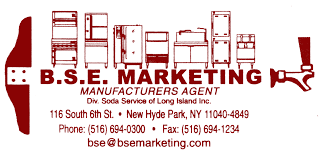 B.S.E. MARKETING
MANUFACTURERS AGENT
Div. Soda Service of Long Island Inc.
116 South 6th St. • New Hyde Park, NY 11040-4849
Phone: (516) 694-0300 • Fax: (516) 694-1234
bse@bsemarketing.com